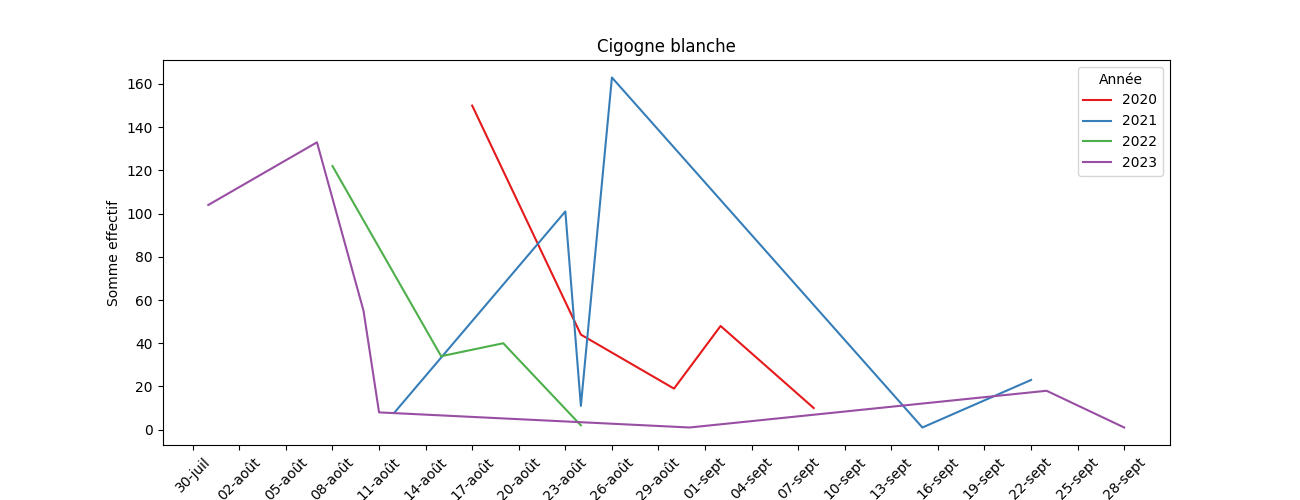 Cigogne blanche
Année
2020
2021
2022
2023
Somme effectif
160
140
120
100
80
60
40
20
0
30-juil
02-août
05-août
08-août
11-août
14-août
17-août
20-août
23-août
26-août
29-août
01-sept
04-sept
07-sept
10-sept
13-sept
16-sept
19-sept
22-sept
25-sept
28-sept